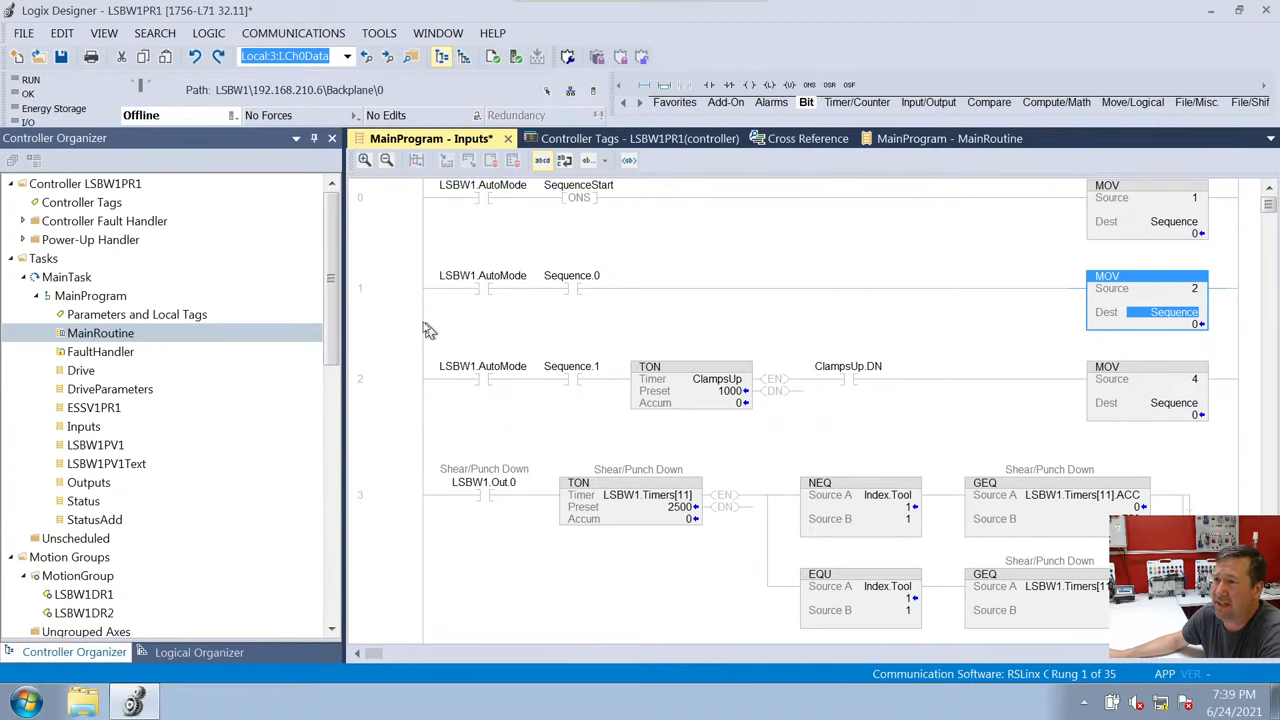 Logix Designer - LSBW1PR1 [1756-L71 32.11]*
FILE EDIT VIEW SEARCH LOGIC COMMUNICATIONS TOOLS WINDOW HELP
Local:3:I.Ch0Data
RUN
OK
Energy Storage
I/O
Path: LSBW1\192.168.210.6\Backplane\0
Offline No Forces No Edits Redundancy
Favorites Add-On Alarms Bit Timer/Counter Input/Output Compare Compute/Math Move/Logical File/Misc. File/Shif
Controller Organizer
MainProgram - Inputs* Controller Tags - LSBW1PR1(controller) Cross Reference MainProgram - MainRoutine
Controller LSBW1PR1
Controller Tags
Controller Fault Handler
Power-Up Handler
Tasks
MainTask
MainProgram
Parameters and Local Tags
MainRoutine
FaultHandler
Drive
DriveParameters
ESSV1PR1
Inputs
LSBW1PV1
LSBW1PV1Text
Outputs
Status
StatusAdd
Unscheduled
Motion Groups
MotionGroup
LSBW1DR1
LSBW1DR2
Ungrouped Axes
Controller Organizer Logical Organizer
LSBW1.AutoMode SequenceStart MOV
0 ONS Source 1
Dest Sequence
0
LSBW1.AutoMode Sequence.0 MOV
1 Source 2
Dest Sequence
0
LSBW1.AutoMode Sequence.1 TON ClampsUp.DN MOV
2 Timer ClampsUp EN Source 4
Preset 1000 DN
Accum 0 Dest Sequence
0
Shear/Punch Down Shear/Punch Down Shear/Punch Down
LSBW1.Out.0 TON NEQ GEQ
3 Timer LSBW1.Timers[11] EN Source A Index.Tool Source A LSBW1.Timers[11].ACC
Preset 2500 DN 1 0
Accum 0 Source B 1 Source B
Shear/Punch Down
EQU GEQ
Source A Index.Tool Source A LSBW1.Timers[1
1
Source B 1 Source B
Communication Software: RSLinx C Rung 1 of 35 APP VER -
7:39 PM
6/24/2021